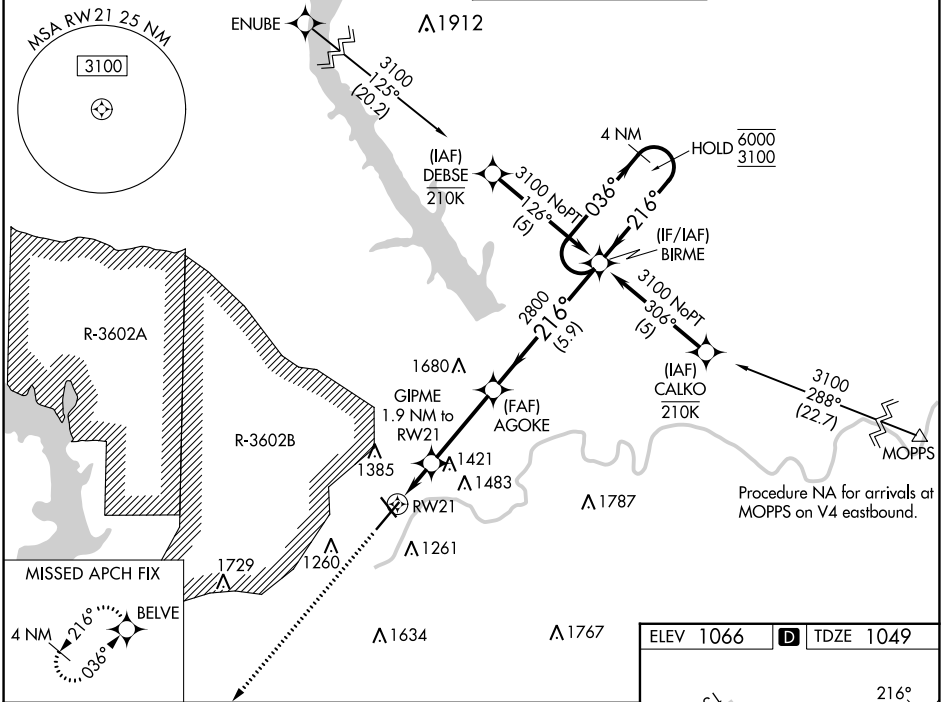 MSA RW21 25 NM
3100
ENUBE
1912
3100
125°
(20.2)
(IAF)
DEBSE
210K
3100 NoPT
126°
(5)
4 NM
HOLD
6000
3100
036°
216°
(IF/IAF)
BIRME
3100 NoPT
306°
(5)
(IAF)
CALKO
210K
3100
288°
(22.7)
MOPPS
Procedure NA for arrivals at
MOPPS on V4 eastbound.
2800
216°
(5.9)
1680
(FAF)
AGOKE
GIPME
1.9 NM to
RW21
R-3602A
R-3602B
1385
1421
1483
RW21
1787
1260
1261
1729
1634
1767
MISSED APCH FIX
BELVE
4 NM
216°
036°
ELEV 1066 D TDZE 1049
216°